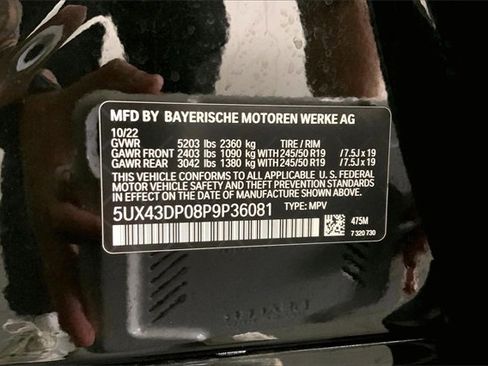 MFD BY BAYERISCHE MOTOREN WERKE AG
10/22
GVWR 5203 lbs 2360 kg TIRE / RIM
GAWR FRONT 2403 lbs 1090 kg WITH 245/50 R19 /7.5J x 19
GAWR REAR 3042 lbs 1380 kg WITH 245/50 R19 /7.5J x 19
THIS VEHICLE CONFORMS TO ALL APPLICABLE U. S. FEDERAL
MOTOR VEHICLE SAFETY AND THEFT PREVENTION STANDARDS
IN EFFECT ON THE DATE OF MANUFACTURE SHOWN ABOVE.
5UX43DP08P9P36081 TYPE: MPV
475M
7 320 730